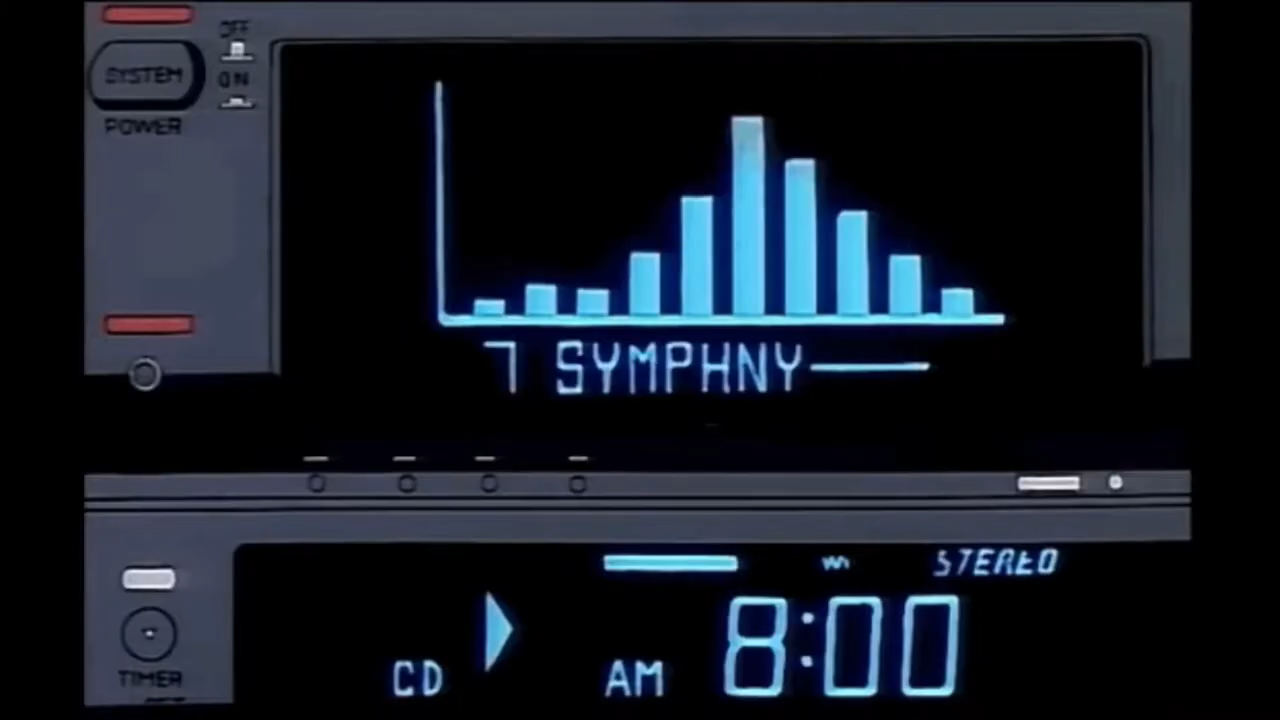 OFF
SYSTEM
ON
POWER
7 SYMPHNY
STEREO
CD
AM 8:00
TIMER